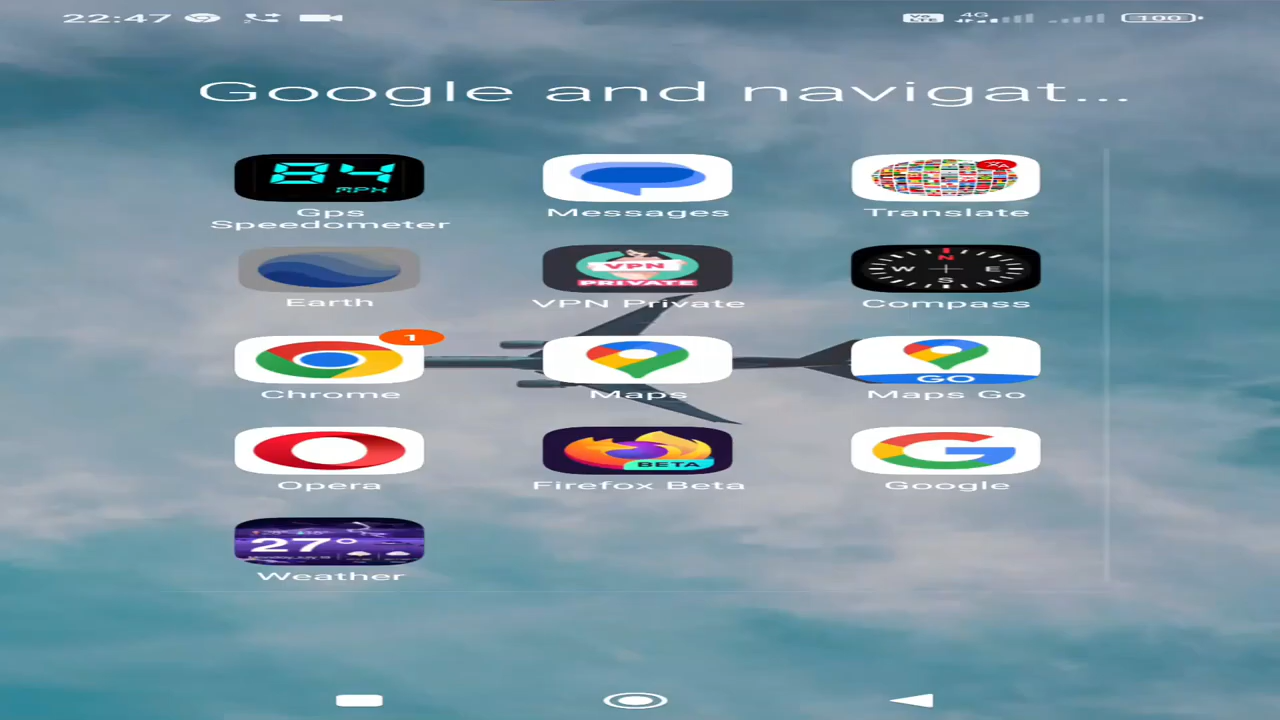 22:47
4G
100
Google and navigat...
84
MPH
Gps
Speedometer
Messages
Translate
Earth
VPN
PRIVATE
VPN Private
N
W E
S
Compass
1
Chrome
Maps
GO
Maps Go
Opera
BETA
Firefox Beta
G
Google
27°
Weather